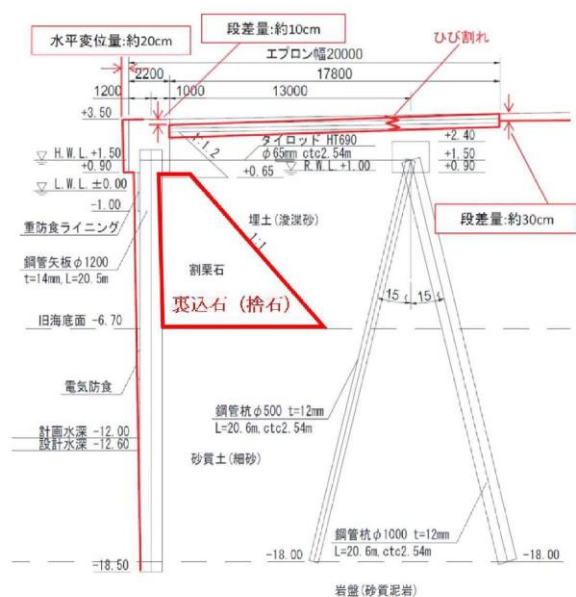 水平変位量:約20cm
段差量:約10cm
ひび割れ
エプロン幅20000
2200
17800
1200
1000
13000
+3.50
1:1.2
タイロッド HT690
φ65mm ctc2.54m
+2.40
H.W.L.+1.50
+0.90
+0.65
R.W.L.+1.00
+1.50
+0.90
L.W.L.±0.00
-1.00
段差量:約30cm
重防食ライニング
埋土(浚渫砂)
1:1
鋼管矢板φ1200
t=14mm,L=20.5m
割栗石
裏込石（捨石）
15
15
旧海底面 -6.70
電気防食
鋼管杭φ500 t=12mm
L=20.6m,ctc2.54m
計画水深 -12.00
設計水深 -12.60
砂質土(細砂)
鋼管杭φ1000 t=12mm
L=20.6m,ctc2.54m
-18.50
-18.00
-18.00
岩盤(砂質泥岩)